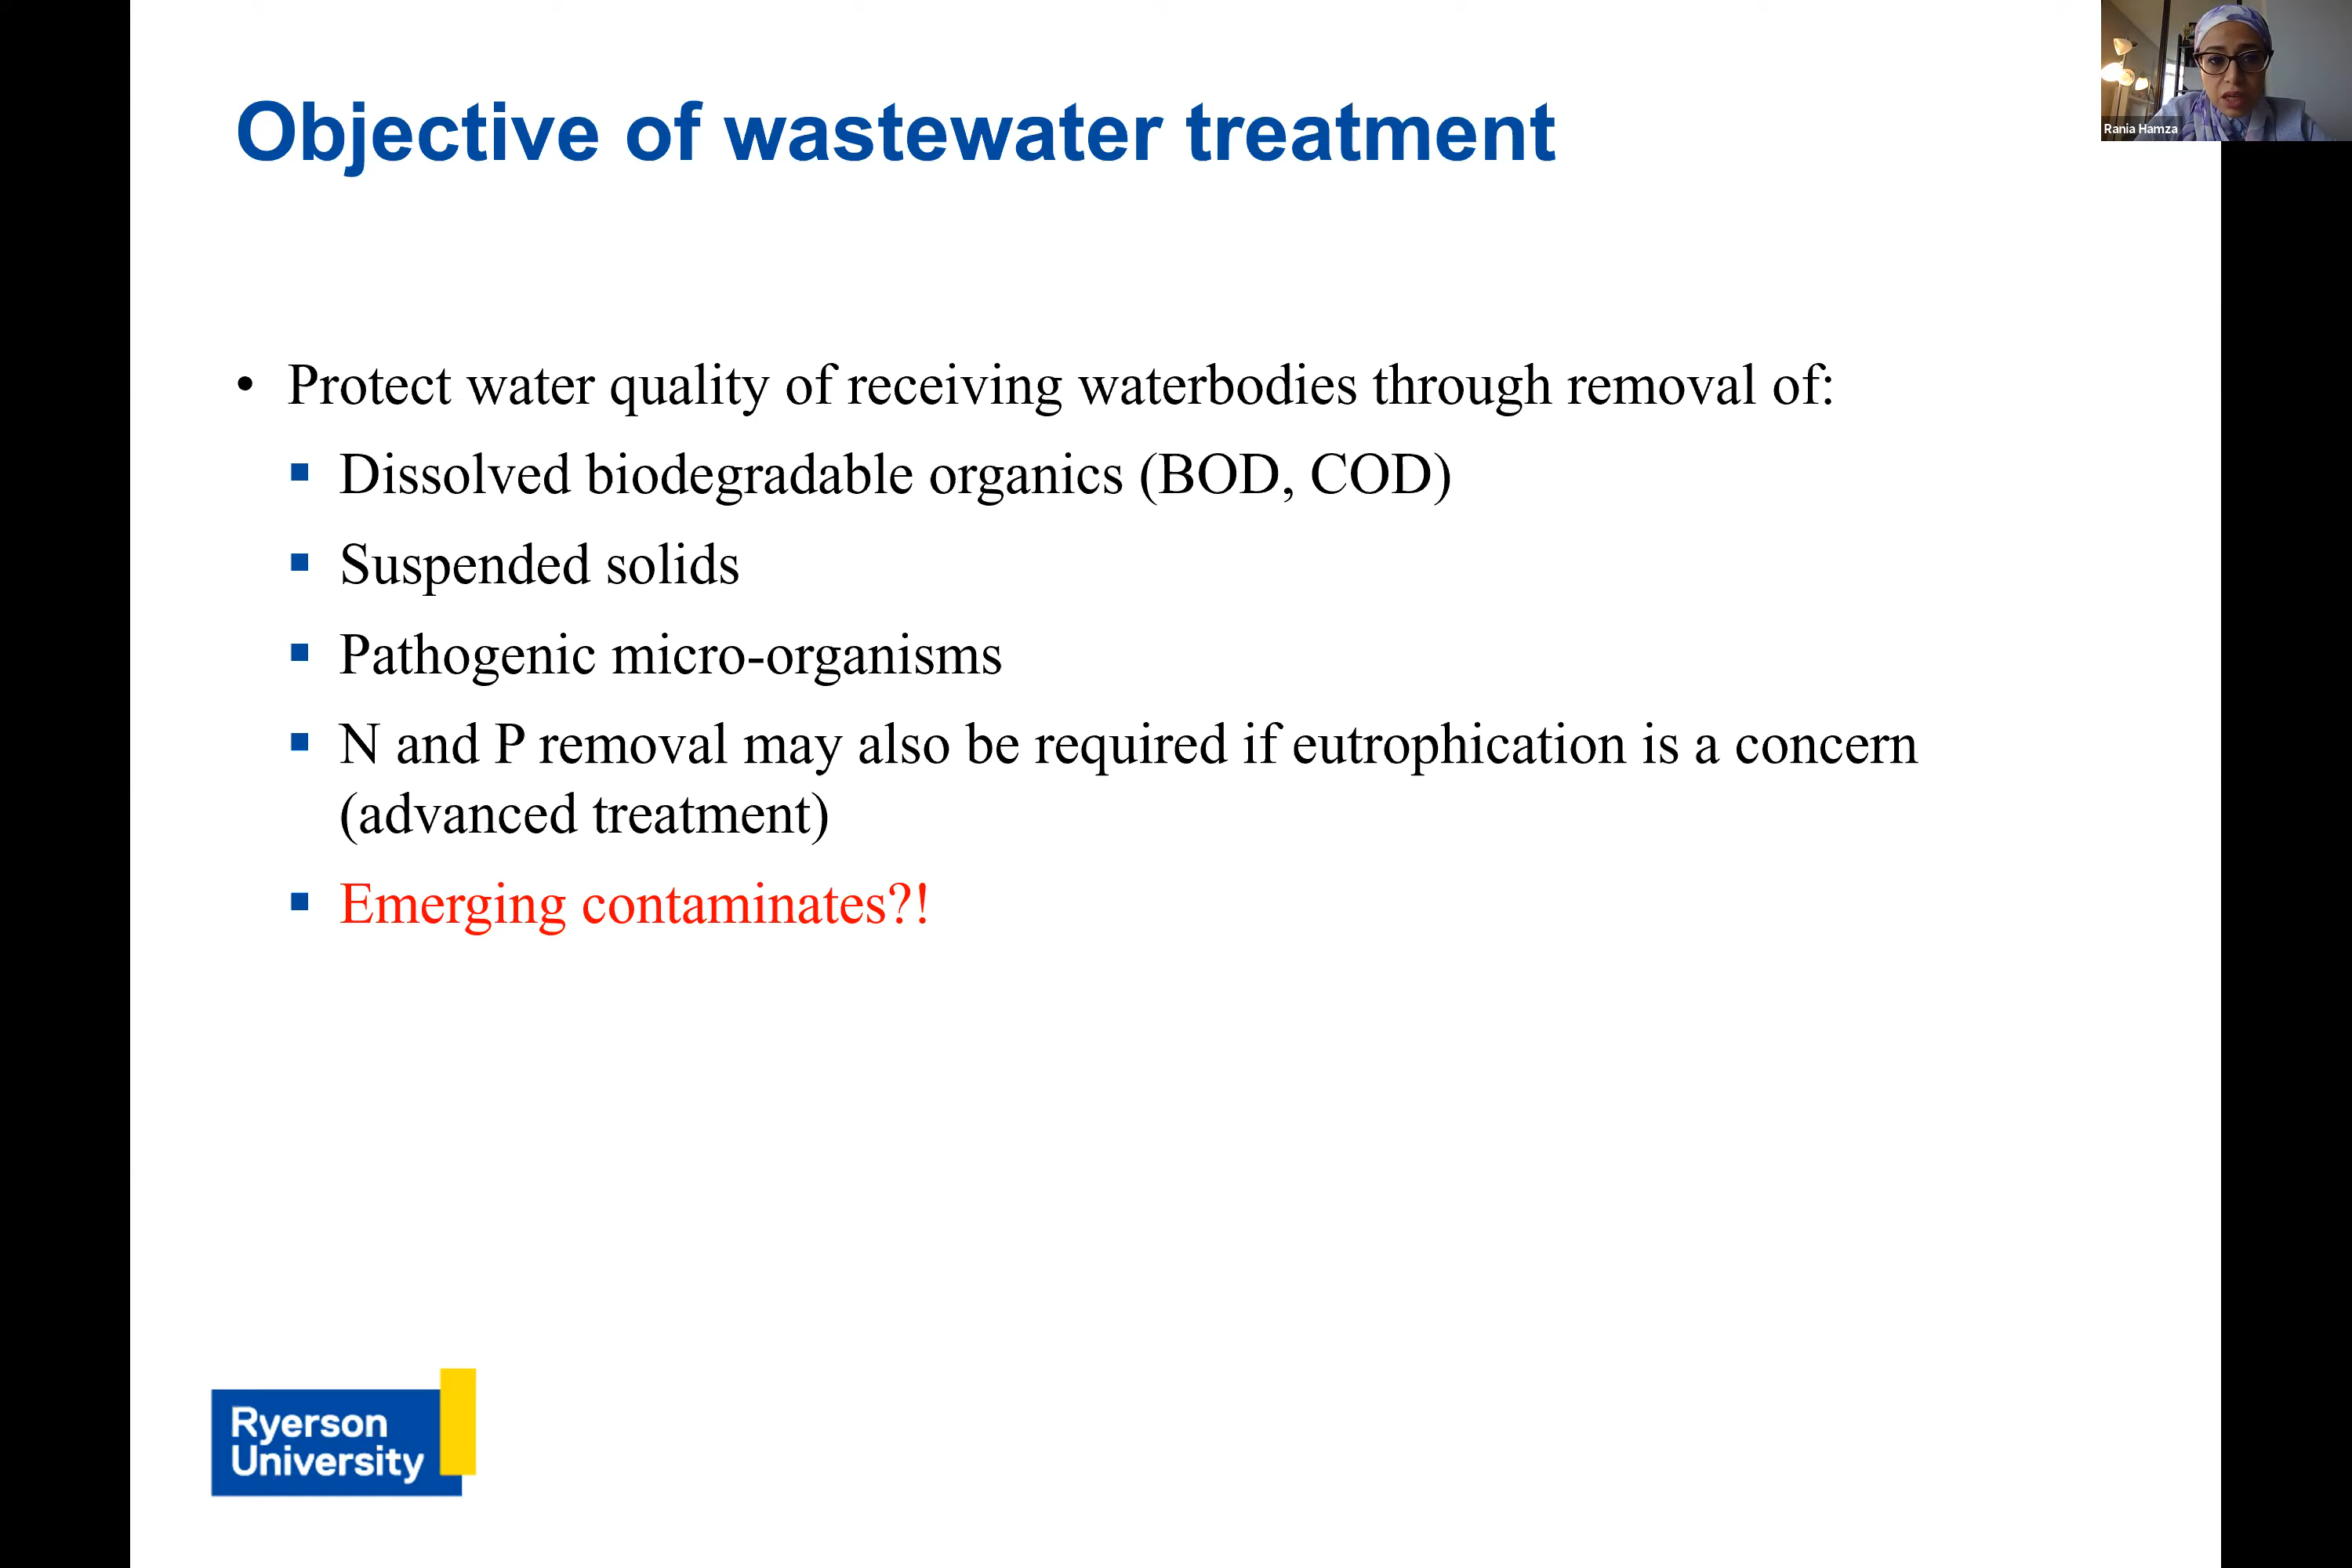 Objective of wastewater treatment
Rania Hamza
• Protect water quality of receiving waterbodies through removal of:
▪ Dissolved biodegradable organics (BOD, COD)
▪ Suspended solids
▪ Pathogenic micro-organisms
▪ N and P removal may also be required if eutrophication is a concern
(advanced treatment)
▪ Emerging contaminates?!
Ryerson
University